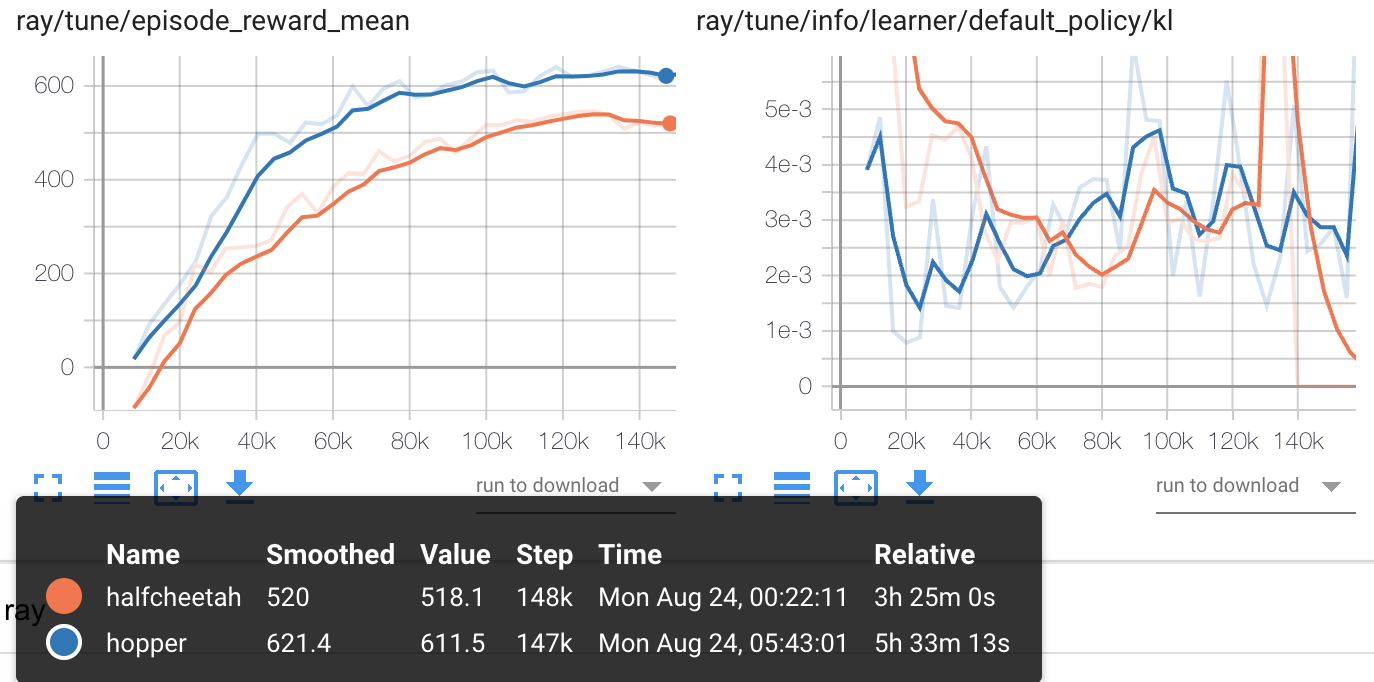 ray/tune/episode_reward_mean
ray/tune/info/learner/default_policy/kl
600
400
200
0
0 20k 40k 60k 80k 100k 120k 140k
5e-3
4e-3
3e-3
2e-3
1e-3
0
0 20k 40k 60k 80k 100k 120k 140k
run to download
run to download
Name Smoothed Value Step Time Relative
halfcheetah 520 518.1 148k Mon Aug 24, 00:22:11 3h 25m 0s
ray
hopper 621.4 611.5 147k Mon Aug 24, 05:43:01 5h 33m 13s